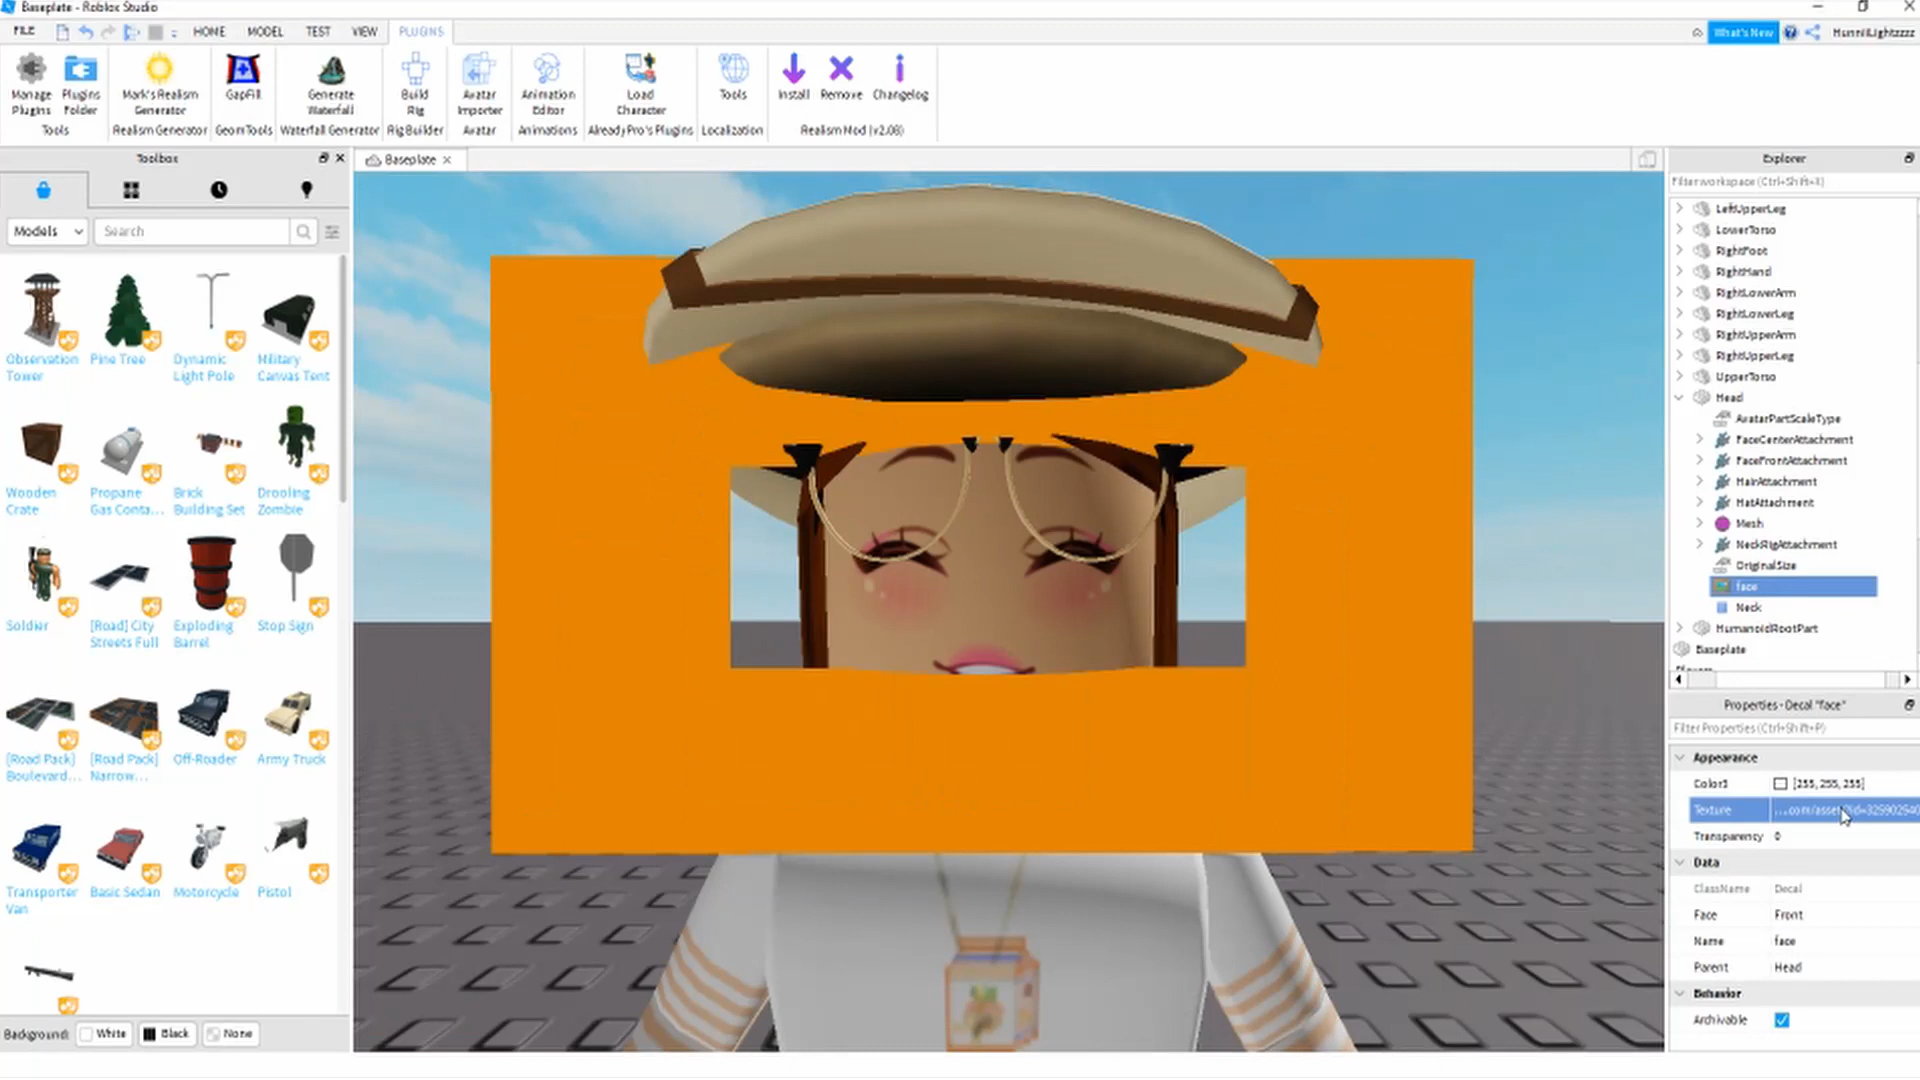 Baseplate - Roblox Studio
FILE HOME MODEL TEST VIEW PLUGINS What's New HunniiLightzzzz
Manage Plugins
Plugins Folder
Mark's Realism Generator
GapFill
Generate Waterfall
Build Rig
Avatar Importer
Animation Editor
Load Character
Tools
Install
Remove
Changelog
Tools Realism Generator GeomTools Waterfall Generator Rig Builder Avatar Animations AlreadyPro's Plugins Localization Realism Mod (v2.08)
Toolbox
Models Search
Observation Tower
Pine Tree
Dynamic Light Pole
Military Canvas Tent
Wooden Crate
Propane Gas Conta...
Brick Building Set
Drooling Zombie
Soldier
[Road] City Streets Full
Exploding Barrel
Stop Sign
[Road Pack] Boulevard...
[Road Pack] Narrow...
Off-Roader
Army Truck
Transporter Van
Basic Sedan
Motorcycle
Pistol
Background: White Black None
Baseplate
Explorer
Filter workspace (Ctrl+Shift+X)
LeftUpperLeg
LowerTorso
RightFoot
RightHand
RightLowerArm
RightLowerLeg
RightUpperArm
RightUpperLeg
UpperTorso
Head
AvatarPartScaleType
FaceCenterAttachment
FaceFrontAttachment
HairAttachment
HatAttachment
Mesh
NeckRigAttachment
OriginalSize
face
Neck
HumanoidRootPart
Baseplate
Properties - Decal "face"
Filter Properties (Ctrl+Shift+P)
Appearance
Color3 [255, 255, 255]
Texture
Transparency 0
Data
ClassName Decal
Face Front
Name face
Parent Head
Behavior
Archivable